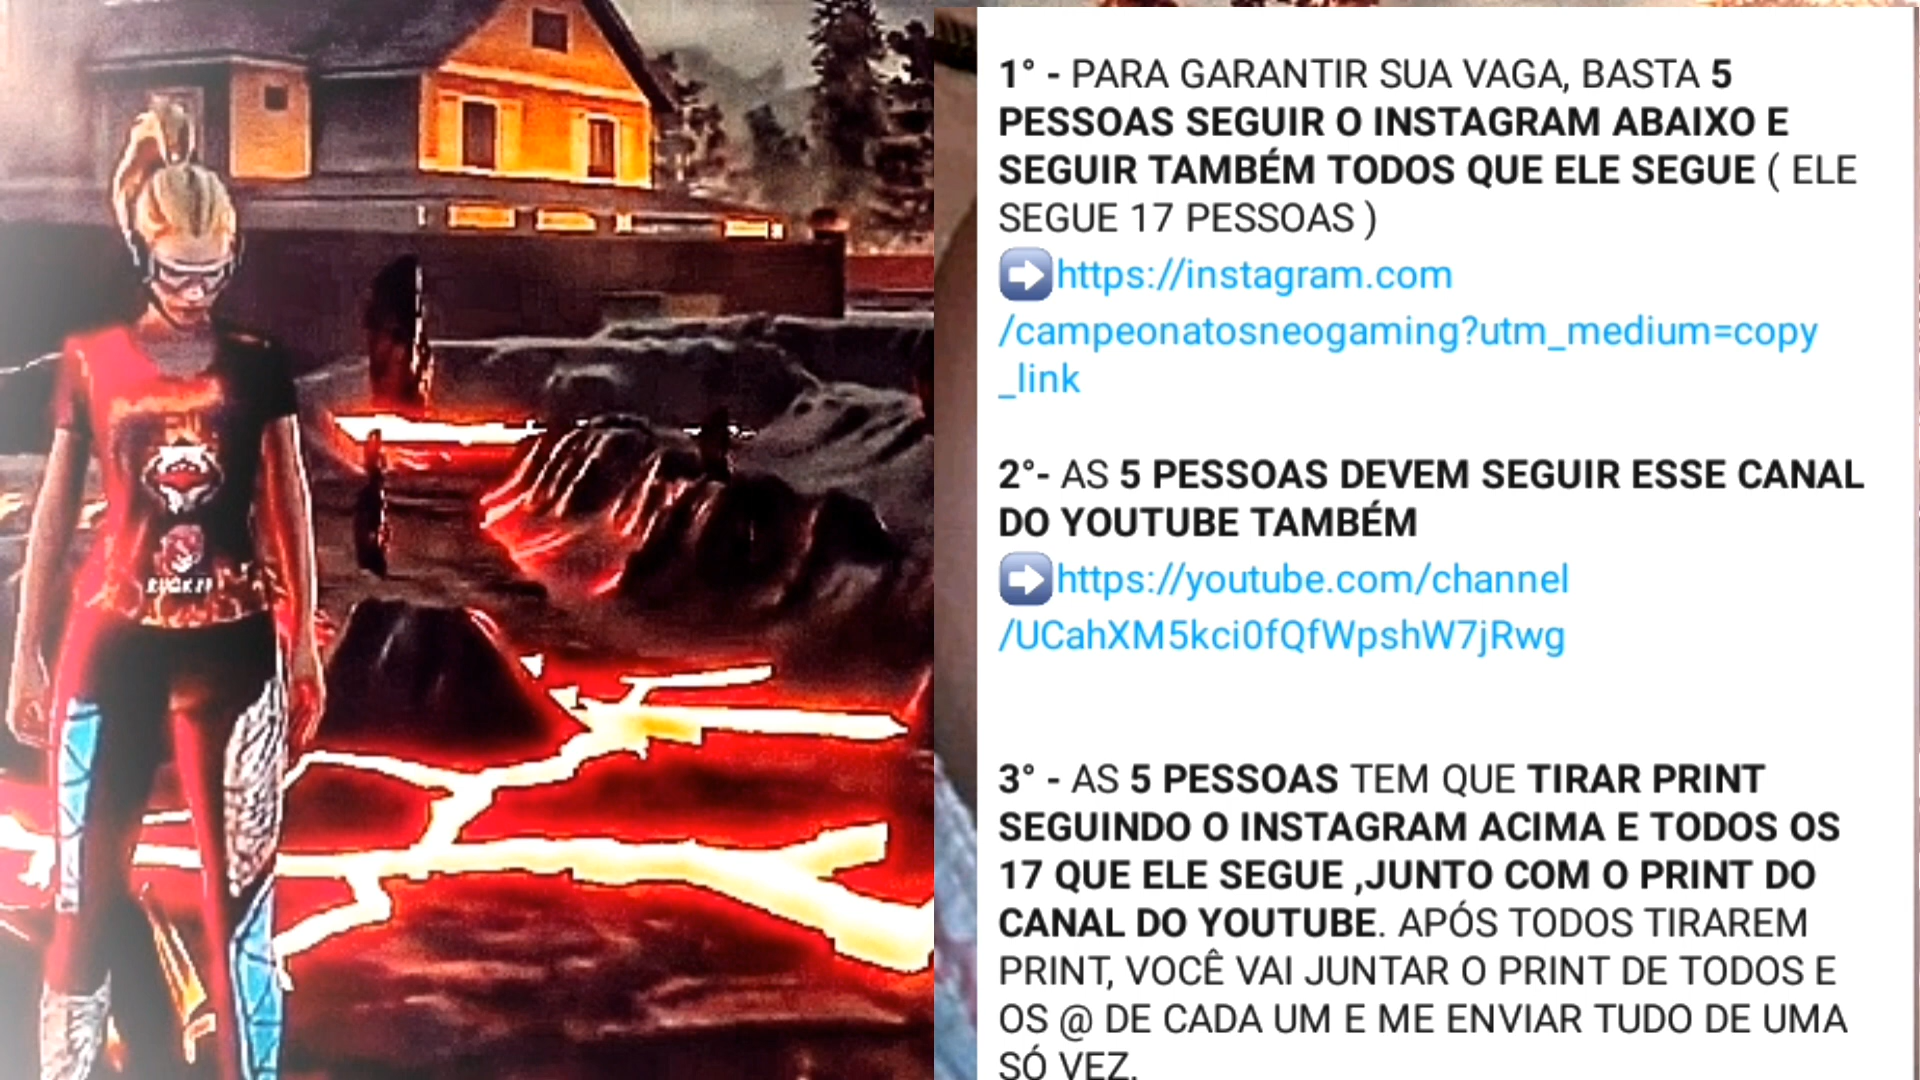 1° - PARA GARANTIR SUA VAGA, BASTA 5
PESSOAS SEGUIR O INSTAGRAM ABAIXO E
SEGUIR TAMBÉM TODOS QUE ELE SEGUE ( ELE
SEGUE 17 PESSOAS )
➡https://instagram.com
/campeonatosneogaming?utm_medium=copy
_link
2°- AS 5 PESSOAS DEVEM SEGUIR ESSE CANAL
DO YOUTUBE TAMBÉM
➡https://youtube.com/channel
/UCahXM5kci0fQfWpshW7jRwg
3° - AS 5 PESSOAS TEM QUE TIRAR PRINT
SEGUINDO O INSTAGRAM ACIMA E TODOS OS
17 QUE ELE SEGUE ,JUNTO COM O PRINT DO
CANAL DO YOUTUBE. APÓS TODOS TIRAREM
PRINT, VOCÊ VAI JUNTAR O PRINT DE TODOS E
OS @ DE CADA UM E ME ENVIAR TUDO DE UMA
SÓ VEZ.